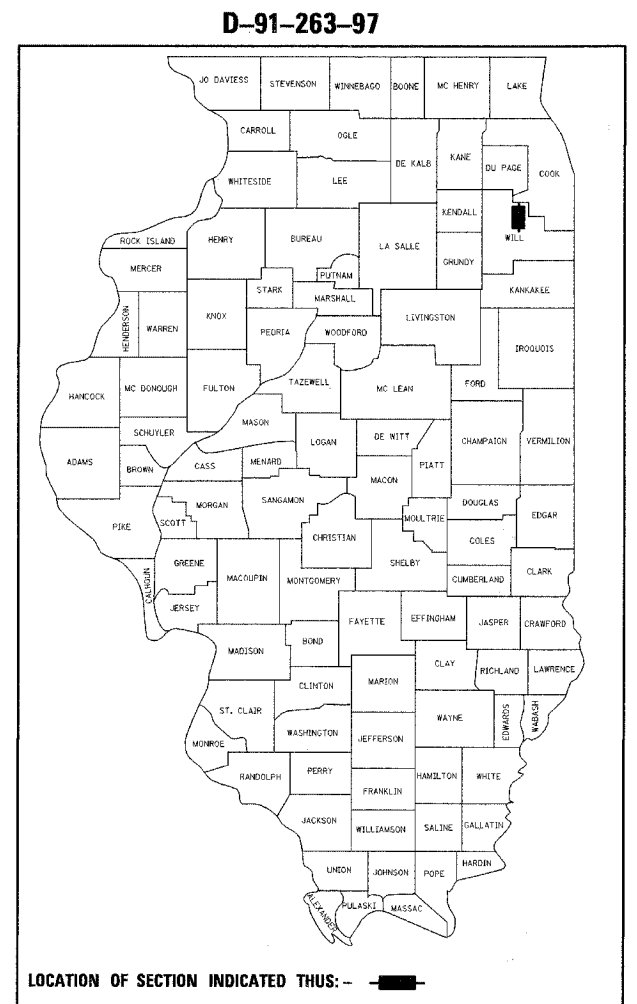 D-91-263-97
JO DAVIESS
STEVENSON
WINNEBAGO
BOONE
MC HENRY
LAKE
CARROLL
OGLE
DE KALB
KANE
DU PAGE
COOK
WHITESIDE
LEE
KENDALL
WILL
ROCK ISLAND
HENRY
BUREAU
LA SALLE
GRUNDY
MERCER
PUTNAM
STARK
MARSHALL
KANKAKEE
HENDERSON
WARREN
KNOX
PEORIA
WOODFORD
LIVINGSTON
IROQUOIS
HANCOCK
MC DONOUGH
FULTON
TAZEWELL
MC LEAN
FORD
SCHUYLER
MASON
LOGAN
DE WITT
CHAMPAIGN
VERMILION
ADAMS
BROWN
CASS
MENARD
MACON
PIATT
PIKE
SCOTT
MORGAN
SANGAMON
CHRISTIAN
MOULTRIE
DOUGLAS
EDGAR
COLES
SHELBY
CALHOUN
GREENE
MACOUPIN
MONTGOMERY
CUMBERLAND
CLARK
JERSEY
FAYETTE
EFFINGHAM
JASPER
CRAWFORD
MADISON
BOND
CLAY
RICHLAND
LAWRENCE
CLINTON
MARION
ST. CLAIR
WAYNE
EDWARDS
WABASH
MONROE
WASHINGTON
JEFFERSON
RANDOLPH
PERRY
HAMILTON
WHITE
FRANKLIN
JACKSON
WILLIAMSON
SALINE
GALLATIN
UNION
JOHNSON
POPE
HARDIN
ALEXANDER
PULASKI
MASSAC
LOCATION OF SECTION INDICATED THUS: -